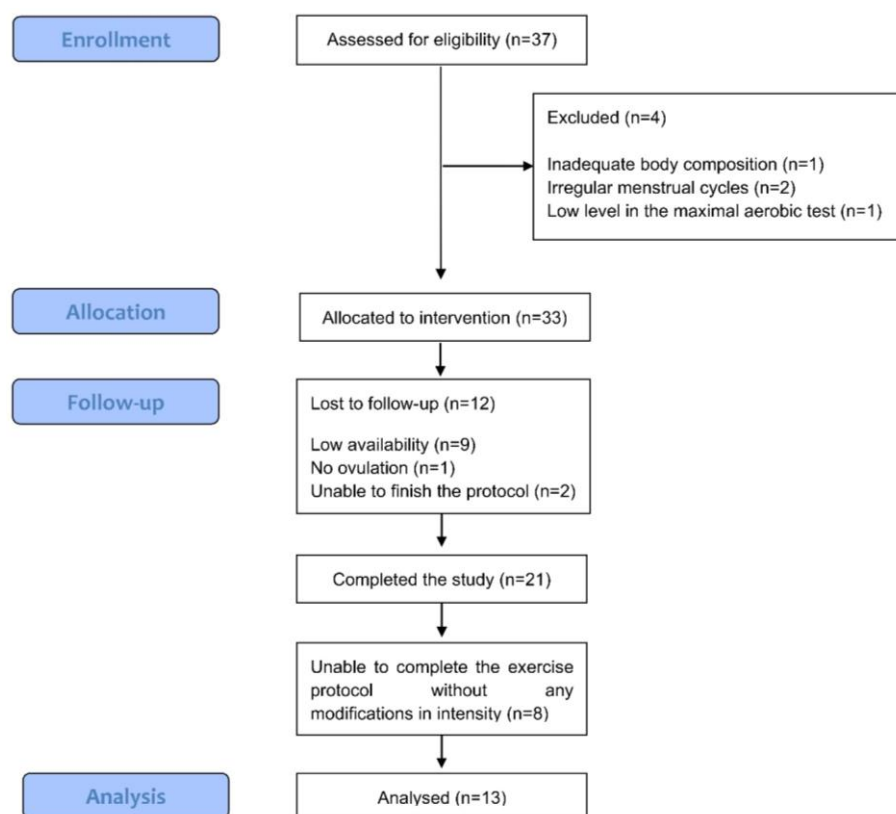 Enrollment
Assessed for eligibility (n=37)
Excluded (n=4)
Inadequate body composition (n=1)
Irregular menstrual cycles (n=2)
Low level in the maximal aerobic test (n=1)
Allocation
Allocated to intervention (n=33)
Follow-up
Lost to follow-up (n=12)
Low availability (n=9)
No ovulation (n=1)
Unable to finish the protocol (n=2)
Completed the study (n=21)
Unable to complete the exercise
protocol without any
modifications in intensity (n=8)
Analysis
Analysed (n=13)